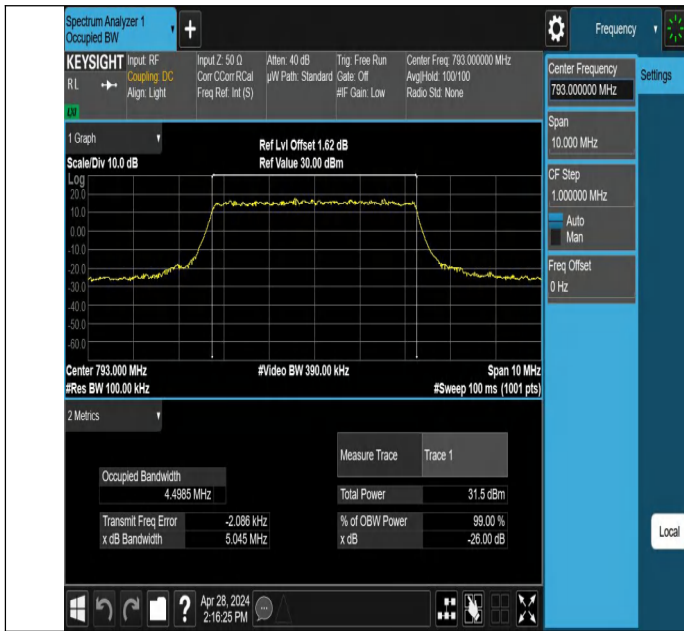 Spectrum Analyzer 1
Occupied BW
Frequency
KEYSIGHT
RL
LXI
Input: RF
Coupling: DC
Align: Light
Input Z: 50 Ω
Corr CCorr RCal
Freq Ref: Int (S)
Atten: 40 dB
µW Path: Standard
Trig: Free Run
Gate: Off
#IF Gain: Low
Center Freq: 793.000000 MHz
Avg|Hold: 100/100
Radio Std: None
Center Frequency
793.000000 MHz
Settings
Span
10.000 MHz
CF Step
1.000000 MHz
Auto
Man
Freq Offset
0 Hz
1 Graph
Scale/Div 10.0 dB
Ref Lvl Offset 1.62 dB
Ref Value 30.00 dBm
Log
20.0
10.0
0.00
-10.0
-20.0
-30.0
-40.0
-50.0
-60.0
Center 793.000 MHz
#Video BW 390.00 kHz
Span 10 MHz
#Res BW 100.00 kHz
#Sweep 100 ms (1001 pts)
2 Metrics
Measure Trace
Trace 1
Occupied Bandwidth
4.4985 MHz
Total Power
31.5 dBm
Transmit Freq Error
-2.086 kHz
% of OBW Power
99.00 %
x dB Bandwidth
5.045 MHz
x dB
-26.00 dB
Local
?
Apr 28, 2024
2:16:25 PM